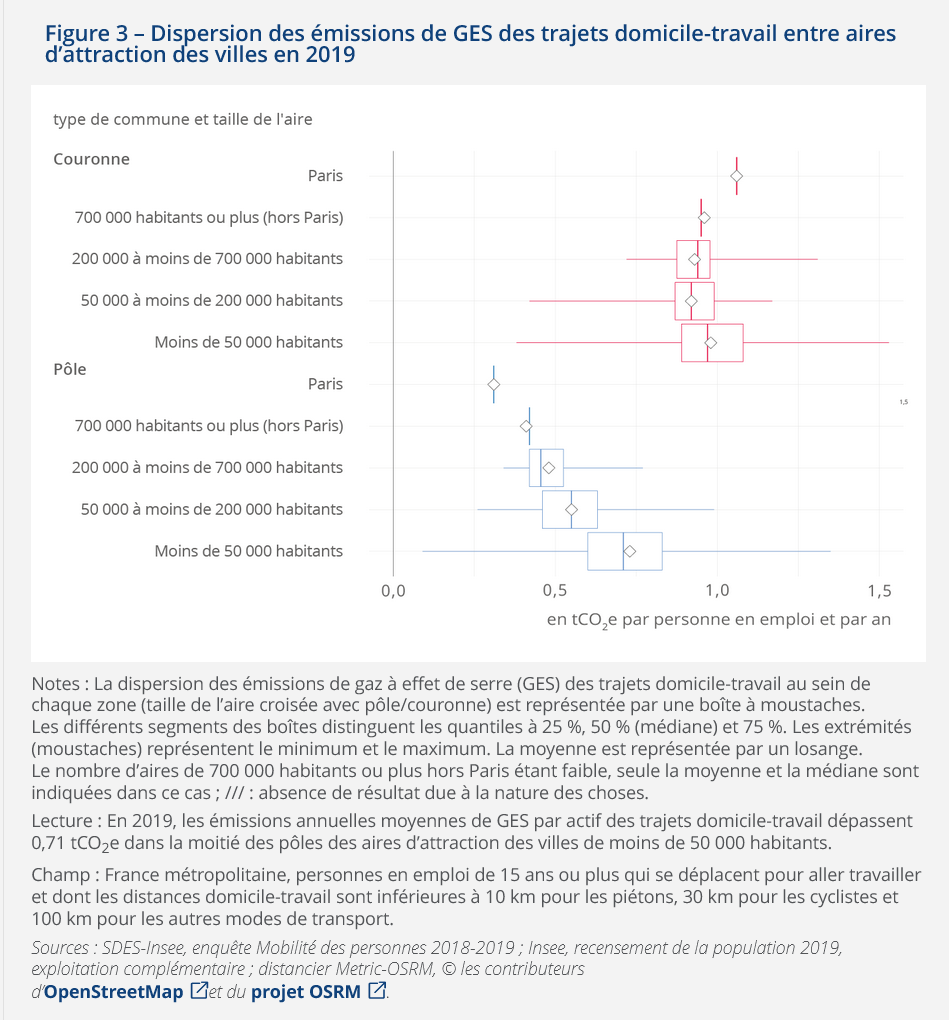 Figure 3 – Dispersion des émissions de GES des trajets domicile-travail entre aires
d’attraction des villes en 2019
type de commune et taille de l'aire
Couronne
Paris
700 000 habitants ou plus (hors Paris)
200 000 à moins de 700 000 habitants
50 000 à moins de 200 000 habitants
Moins de 50 000 habitants
Pôle
Paris
1,5
700 000 habitants ou plus (hors Paris)
200 000 à moins de 700 000 habitants
50 000 à moins de 200 000 habitants
Moins de 50 000 habitants
0,0 0,5 1,0 1,5
en tCO2e par personne en emploi et par an
Notes : La dispersion des émissions de gaz à effet de serre (GES) des trajets domicile-travail au sein de
chaque zone (taille de l’aire croisée avec pôle/couronne) est représentée par une boîte à moustaches.
Les différents segments des boîtes distinguent les quantiles à 25 %, 50 % (médiane) et 75 %. Les extrémités
(moustaches) représentent le minimum et le maximum. La moyenne est représentée par un losange.
Le nombre d’aires de 700 000 habitants ou plus hors Paris étant faible, seule la moyenne et la médiane sont
indiquées dans ce cas ; /// : absence de résultat due à la nature des choses.
Lecture : En 2019, les émissions annuelles moyennes de GES par actif des trajets domicile-travail dépassent
0,71 tCO2e dans la moitié des pôles des aires d’attraction des villes de moins de 50 000 habitants.
Champ : France métropolitaine, personnes en emploi de 15 ans ou plus qui se déplacent pour aller travailler
et dont les distances domicile-travail sont inférieures à 10 km pour les piétons, 30 km pour les cyclistes et
100 km pour les autres modes de transport.
Sources : SDES-Insee, enquête Mobilité des personnes 2018-2019 ; Insee, recensement de la population 2019,
exploitation complémentaire ; distancier Metric-OSRM, © les contributeurs
d’OpenStreetMap et du projet OSRM.